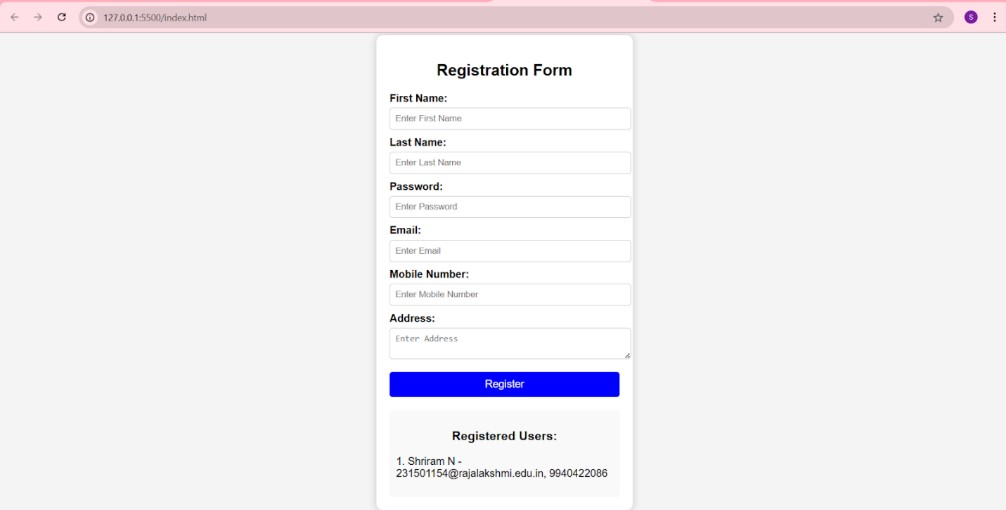 127.0.0.1:5500/index.html
S
Registration Form
First Name:
Enter First Name
Last Name:
Enter Last Name
Password:
Enter Password
Email:
Enter Email
Mobile Number:
Enter Mobile Number
Address:
Enter Address
Register
Registered Users:
1. Shriram N -
231501154@rajalakshmi.edu.in, 9940422086